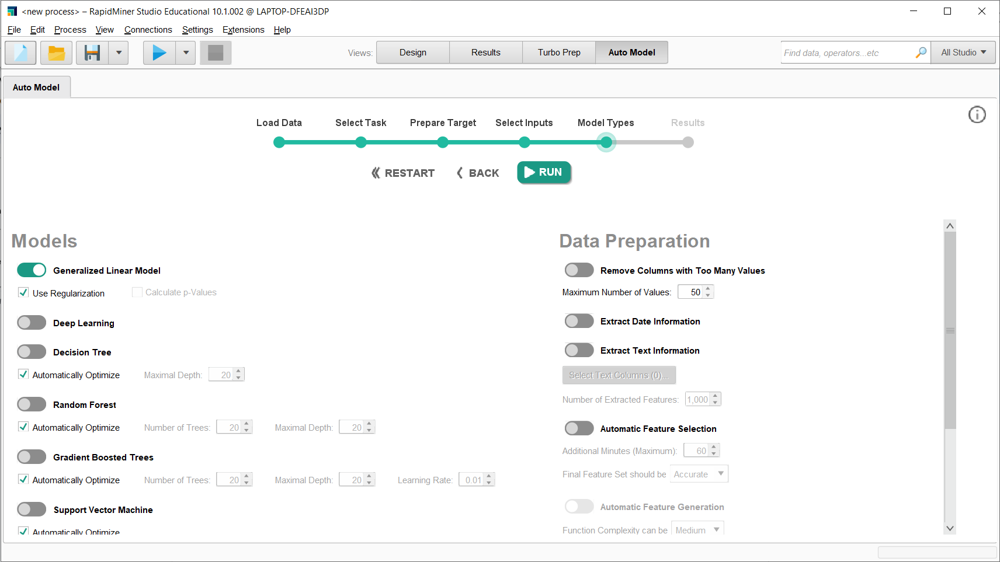 <new process> – RapidMiner Studio Educational 10.1.002 @ LAPTOP-DFEAI3DP
File Edit Process View Connections Settings Extensions Help
Views: Design Results Turbo Prep Auto Model Find data, operators...etc All Studio
Auto Model
Load Data Select Task Prepare Target Select Inputs Model Types Results
RESTART BACK RUN
Models
Generalized Linear Model
Use Regularization Calculate p-Values
Deep Learning
Decision Tree
Automatically Optimize Maximal Depth: 20
Random Forest
Automatically Optimize Number of Trees: 20 Maximal Depth: 20
Gradient Boosted Trees
Automatically Optimize Number of Trees: 20 Maximal Depth: 20 Learning Rate: 0.01
Support Vector Machine
Automatically Optimize
Data Preparation
Remove Columns with Too Many Values
Maximum Number of Values: 50
Extract Date Information
Extract Text Information
Select Text Columns (0)...
Number of Extracted Features: 1,000
Automatic Feature Selection
Additional Minutes (Maximum): 60
Final Feature Set should be Accurate
Automatic Feature Generation
Function Complexity can be Medium